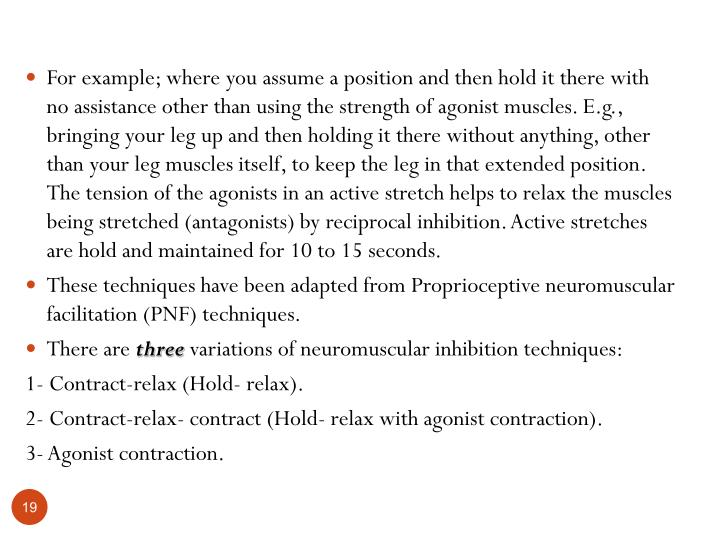 • For example; where you assume a position and then hold it there with
no assistance other than using the strength of agonist muscles. E.g.,
bringing your leg up and then holding it there without anything, other
than your leg muscles itself, to keep the leg in that extended position.
The tension of the agonists in an active stretch helps to relax the muscles
being stretched (antagonists) by reciprocal inhibition. Active stretches
are hold and maintained for 10 to 15 seconds.
• These techniques have been adapted from Proprioceptive neuromuscular
facilitation (PNF) techniques.
• There are three variations of neuromuscular inhibition techniques:
1- Contract-relax (Hold- relax).
2- Contract-relax- contract (Hold- relax with agonist contraction).
3- Agonist contraction.
19